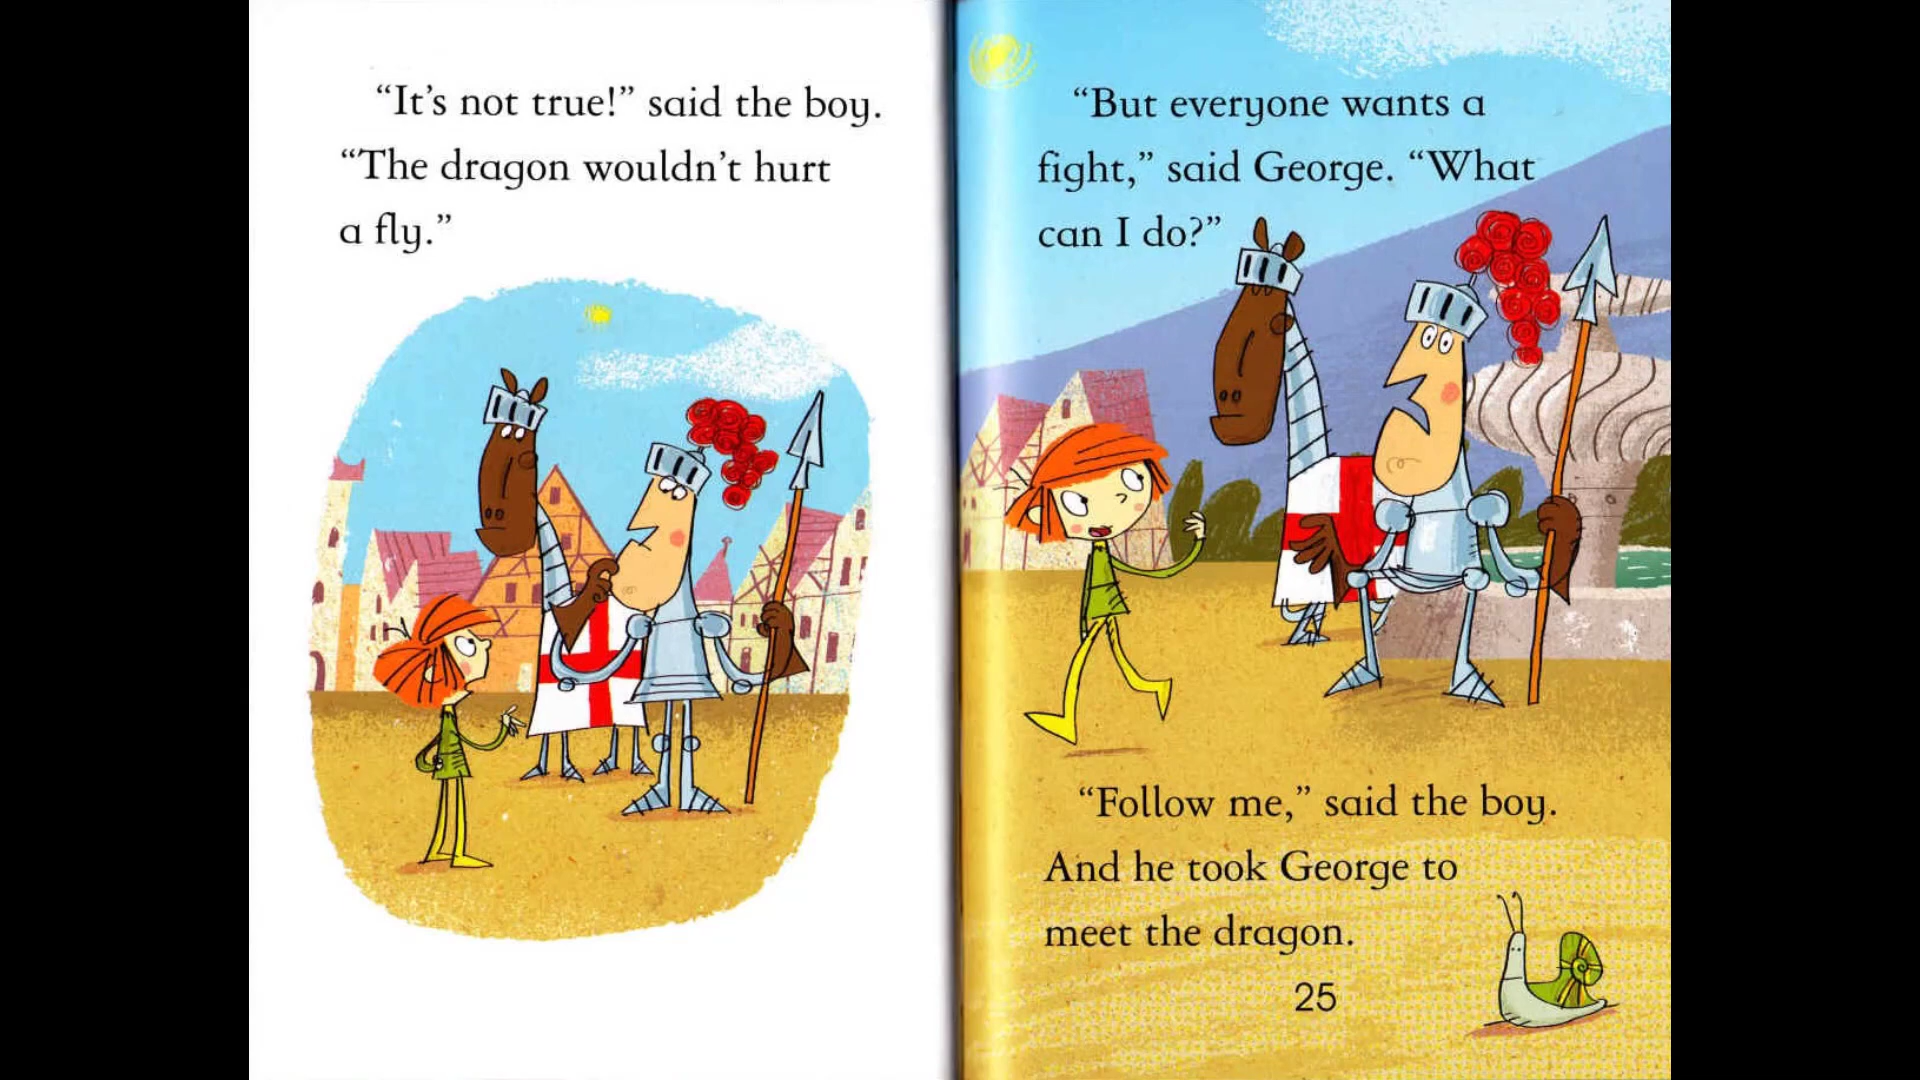 “It’s not true!” said the boy.
“The dragon wouldn’t hurt
a fly.”
“But everyone wants a
fight,” said George. “What
can I do?”
“Follow me,” said the boy.
And he took George to
meet the dragon.
25